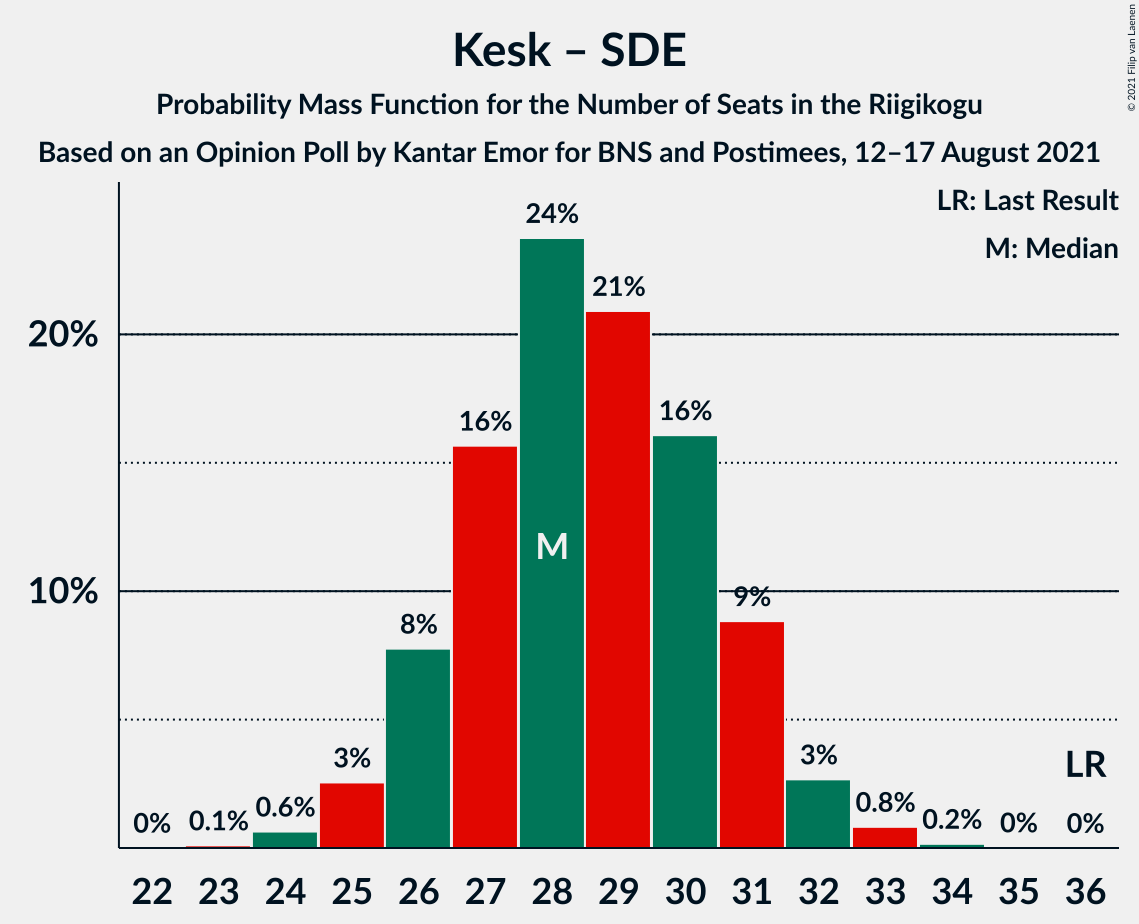 Kesk – SDE
Probability Mass Function for the Number of Seats in the Riigikogu
Based on an Opinion Poll by Kantar Emor for BNS and Postimees, 12–17 August 2021
© 2021 Filip van Laenen
LR: Last Result
M: Median
20%
10%
0%
0.1%
0.6%
3%
8%
16%
24%
21%
16%
9%
3%
0.8%
0.2%
0%
0%
M
LR
22 23 24 25 26 27 28 29 30 31 32 33 34 35 36